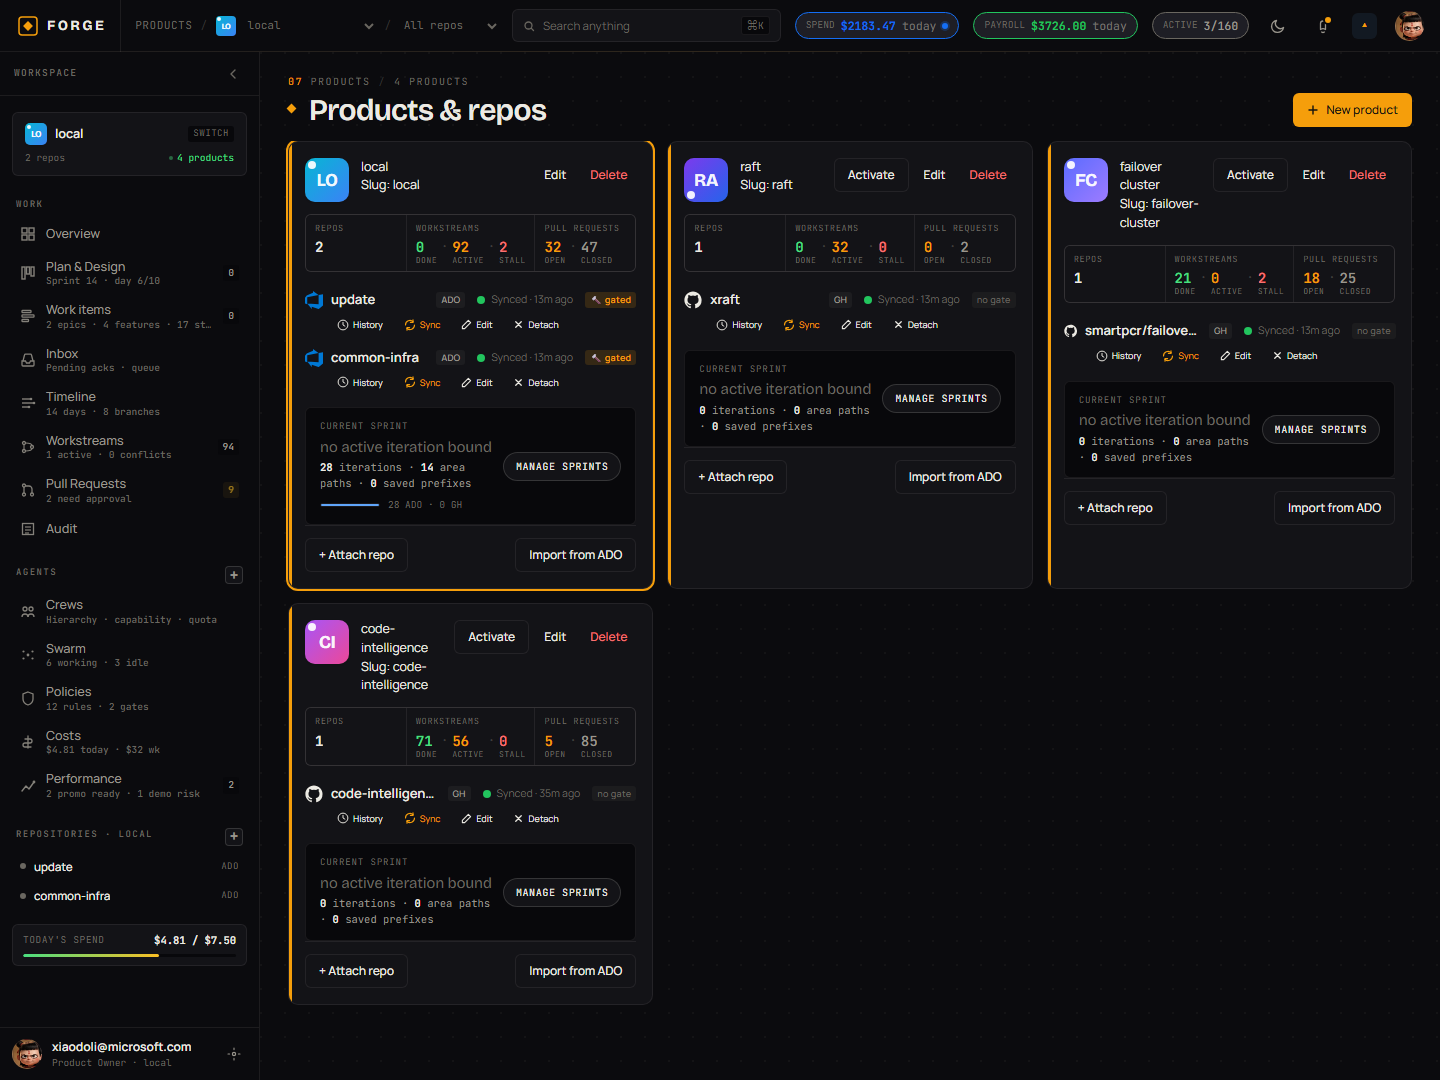 FORGE
PRODUCTS / LO local / All repos
Search anything ⌘K
SPEND $2183.47 today
PAYROLL $3726.00 today
ACTIVE 3/160
WORKSPACE
LO local SWITCH
2 repos 4 products
WORK
Overview
Plan & Design 0
Sprint 14 · day 6/10
Work items 0
2 epics · 4 features · 17 st…
Inbox
Pending acks · queue
Timeline
14 days · 8 branches
Workstreams 94
1 active · 0 conflicts
Pull Requests 9
2 need approval
Audit
AGENTS +
Crews
Hierarchy · capability · quota
Swarm
6 working · 3 idle
Policies
12 rules · 2 gates
Costs
$4.81 today · $32 wk
Performance 2
2 promo ready · 1 demo risk
REPOSITORIES · LOCAL +
update ADO
common-infra ADO
TODAY'S SPEND $4.81 / $7.50
xiaodoli@microsoft.com
Product Owner · local
07 PRODUCTS / 4 PRODUCTS
Products & repos
+ New product
LO
local
Slug: local
Edit Delete
REPOS WORKSTREAMS PULL REQUESTS
2 0 · 92 · 2 32 · 47
DONE ACTIVE STALL OPEN CLOSED
update ADO Synced · 13m ago gated
History Sync Edit Detach
common-infra ADO Synced · 13m ago gated
History Sync Edit Detach
CURRENT SPRINT
no active iteration bound
28 iterations · 14 area
paths · 0 saved prefixes
28 ADO · 0 GH
MANAGE SPRINTS
+ Attach repo Import from ADO
RA
raft
Slug: raft
Activate Edit Delete
REPOS WORKSTREAMS PULL REQUESTS
1 0 · 32 · 0 0 · 2
DONE ACTIVE STALL OPEN CLOSED
xraft GH Synced · 13m ago no gate
History Sync Edit Detach
CURRENT SPRINT
no active iteration bound
0 iterations · 0 area paths
· 0 saved prefixes
MANAGE SPRINTS
+ Attach repo Import from ADO
FC
failover
cluster
Slug: failover-
cluster
Activate Edit Delete
REPOS WORKSTREAMS PULL REQUESTS
1 21 · 0 · 2 18 · 25
DONE ACTIVE STALL OPEN CLOSED
smartpcr/failove... GH Synced · 13m ago no gate
History Sync Edit Detach
CURRENT SPRINT
no active iteration bound
0 iterations · 0 area paths
· 0 saved prefixes
MANAGE SPRINTS
+ Attach repo Import from ADO
CI
code-
intelligence
Slug: code-
intelligence
Activate Edit Delete
REPOS WORKSTREAMS PULL REQUESTS
1 71 · 56 · 0 5 · 85
DONE ACTIVE STALL OPEN CLOSED
code-intelligen... GH Synced · 35m ago no gate
History Sync Edit Detach
CURRENT SPRINT
no active iteration bound
0 iterations · 0 area paths
· 0 saved prefixes
MANAGE SPRINTS
+ Attach repo Import from ADO